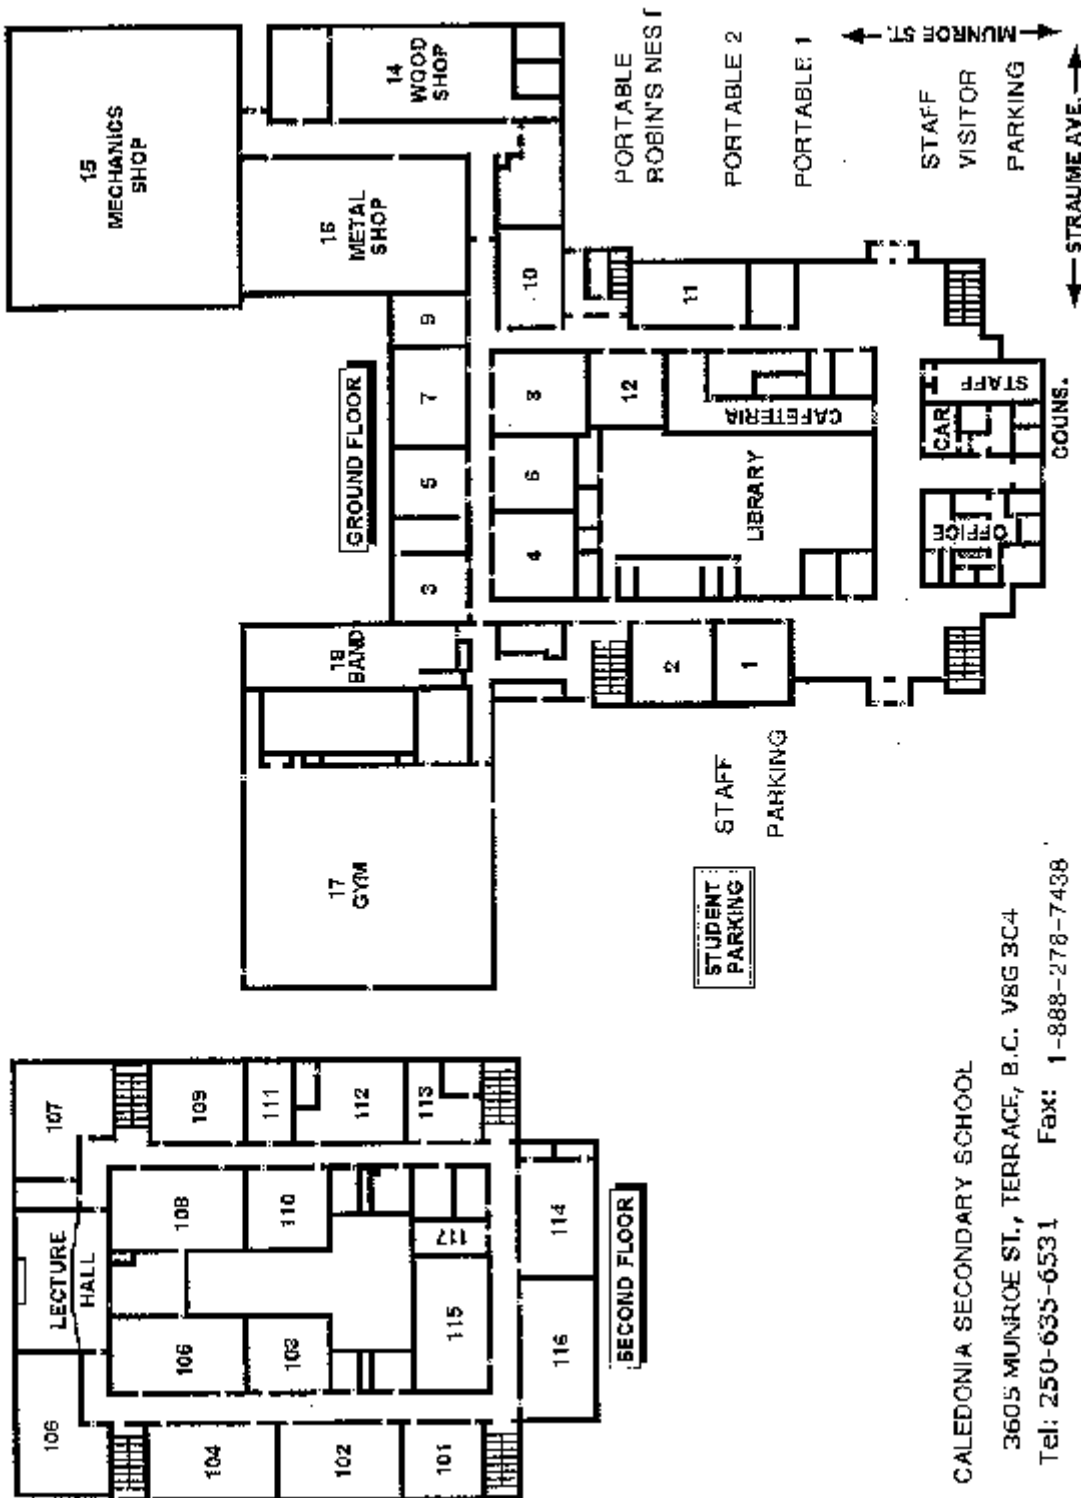 15
MECHANICS
SHOP
14
WOOD
SHOP
16
METAL
SHOP
PORTABLE
ROBIN'S NEST
PORTABLE 2
PORTABLE 1
MUNROE ST.
STAFF
VISITOR
PARKING
STRAUME AVE.
GROUND FLOOR
9
7
5
3
10
11
8
12
6
4
CAFETERIA
LIBRARY
STAFF
CAR
COUNS.
OFFICE
BAND
2
1
17
GYM
STAFF
PARKING
STUDENT
PARKING
107
109
111
112
113
LECTURE
HALL
108
110
117
114
115
116
106
103
104
102
101
SECOND FLOOR
CALEDONIA SECONDARY SCHOOL
3605 MUNROE ST., TERRACE, B.C. V8G 3C4
Tel: 250-635-6531 Fax: 1-888-278-7438